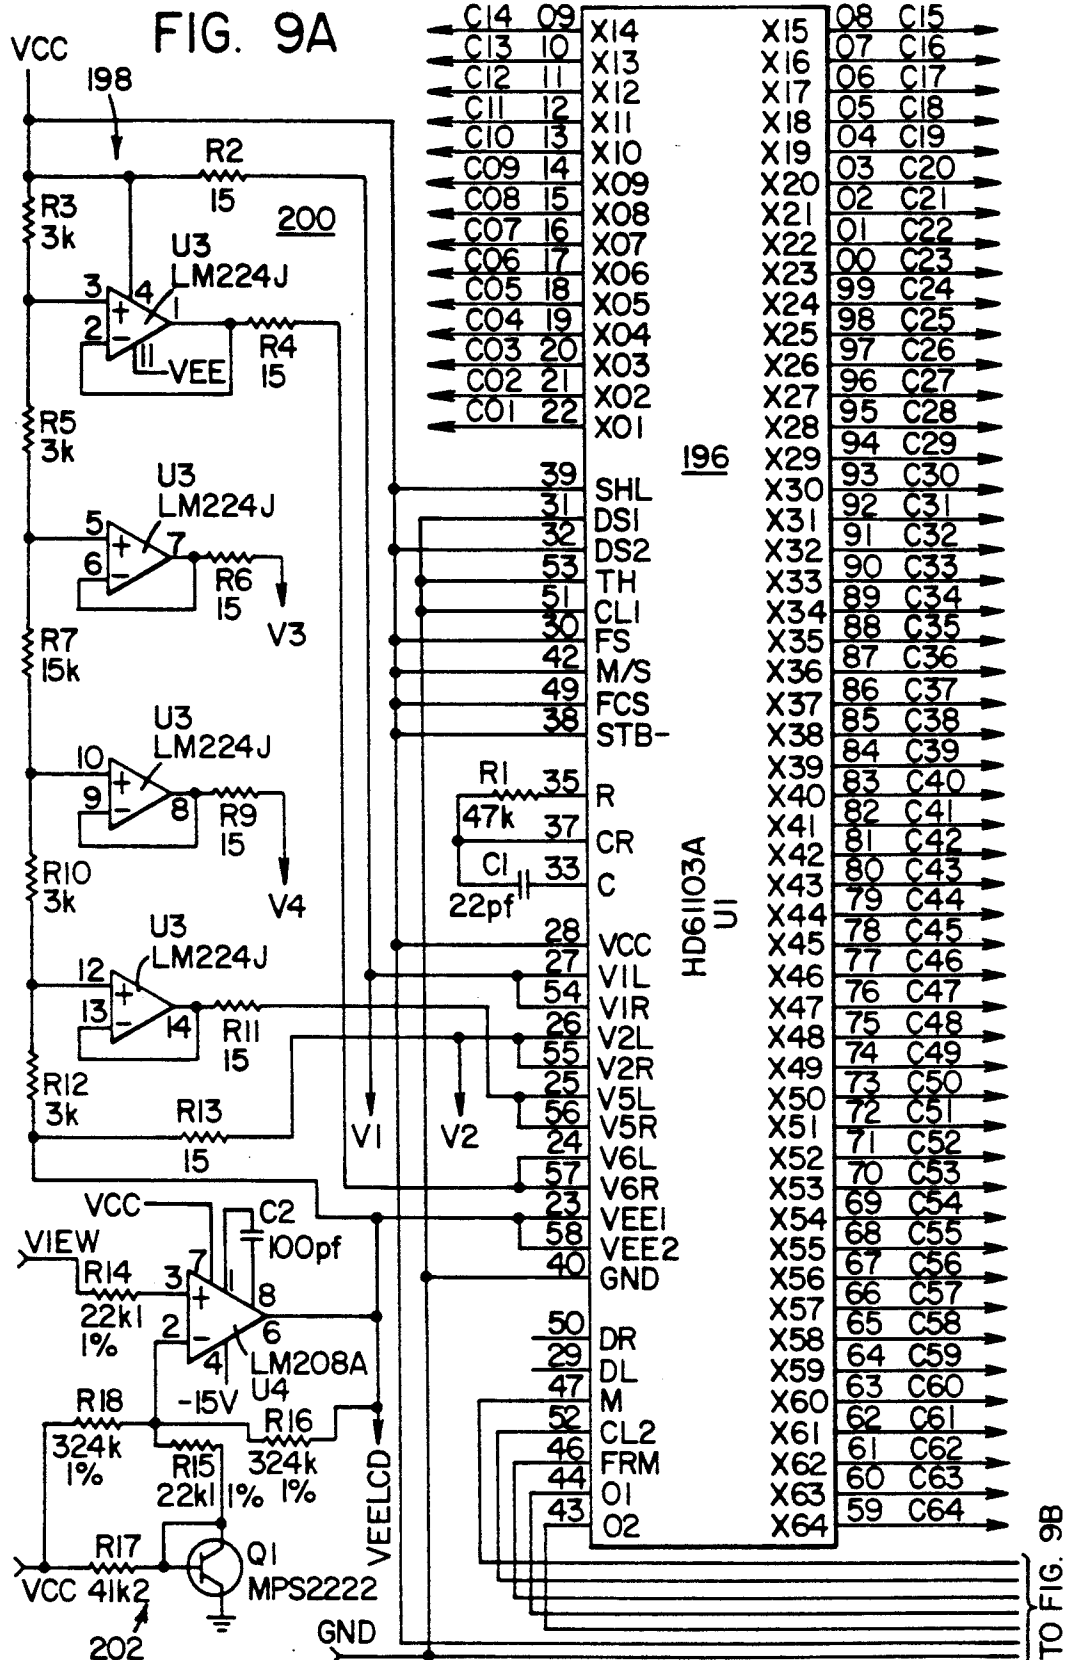 FIG. 9A
VCC
198
R2
15
R3
3k
200
U3
LM224J
3
4
1
2
11
VEE
R4
15
R5
3k
U3
LM224J
5
7
6
R6
15
V3
R7
15k
U3
LM224J
10
9
8
R9
15
V4
R10
3k
U3
LM224J
12
13
14
R11
15
R12
3k
R13
15
V1
V2
VCC
C2
100pf
VIEW
R14
22k1
1%
3
7
1
8
2
6
4
LM208A
U4
-15V
R18
324k
1%
R16
324k
1%
R15
22k1
1%
VEELCD
R17
41k2
VCC
Q1
MPS2222
202
GND
C14 09 X14
C13 10 X13
C12 11 X12
C11 12 X11
C10 13 X10
C09 14 X09
C08 15 X08
C07 16 X07
C06 17 X06
C05 18 X05
C04 19 X04
C03 20 X03
C02 21 X02
C01 22 X01
39 SHL
31 DS1
32 DS2
53 TH
51 CL1
30 FS
42 M/S
49 FCS
38 STB-
R1
47k
35 R
37 CR
C1
22pf
33 C
28 VCC
27 V1L
54 V1R
26 V2L
55 V2R
25 V5L
56 V5R
24 V6L
57 V6R
23 VEE1
58 VEE2
40 GND
50 DR
29 DL
47 M
52 CL2
46 FRM
44 O1
43 O2
196
HD61103A
U1
X15 08 C15
X16 07 C16
X17 06 C17
X18 05 C18
X19 04 C19
X20 03 C20
X21 02 C21
X22 01 C22
X23 00 C23
X24 99 C24
X25 98 C25
X26 97 C26
X27 96 C27
X28 95 C28
X29 94 C29
X30 93 C30
X31 92 C31
X32 91 C32
X33 90 C33
X34 89 C34
X35 88 C35
X36 87 C36
X37 86 C37
X38 85 C38
X39 84 C39
X40 83 C40
X41 82 C41
X42 81 C42
X43 80 C43
X44 79 C44
X45 78 C45
X46 77 C46
X47 76 C47
X48 75 C48
X49 74 C49
X50 73 C50
X51 72 C51
X52 71 C52
X53 70 C53
X54 69 C54
X55 68 C55
X56 67 C56
X57 66 C57
X58 65 C58
X59 64 C59
X60 63 C60
X61 62 C61
X62 61 C62
X63 60 C63
X64 59 C64
TO FIG. 9B